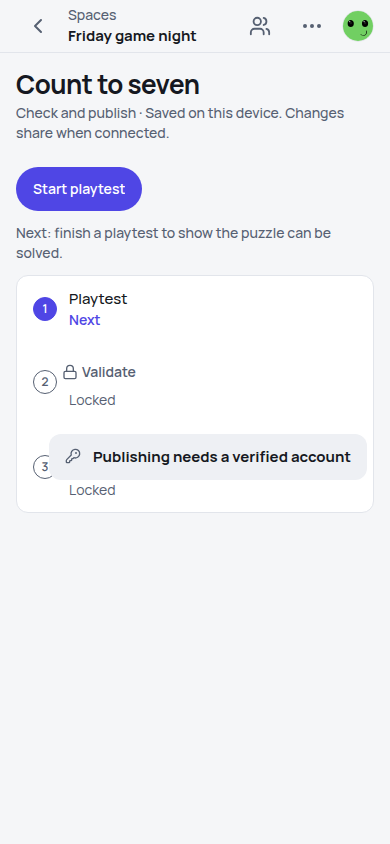 Spaces
Friday game night
Count to seven
Check and publish · Saved on this device. Changes
share when connected.
Start playtest
Next: finish a playtest to show the puzzle can be
solved.
1
Playtest
Next
2
Validate
Locked
3
Publishing needs a verified account
Locked